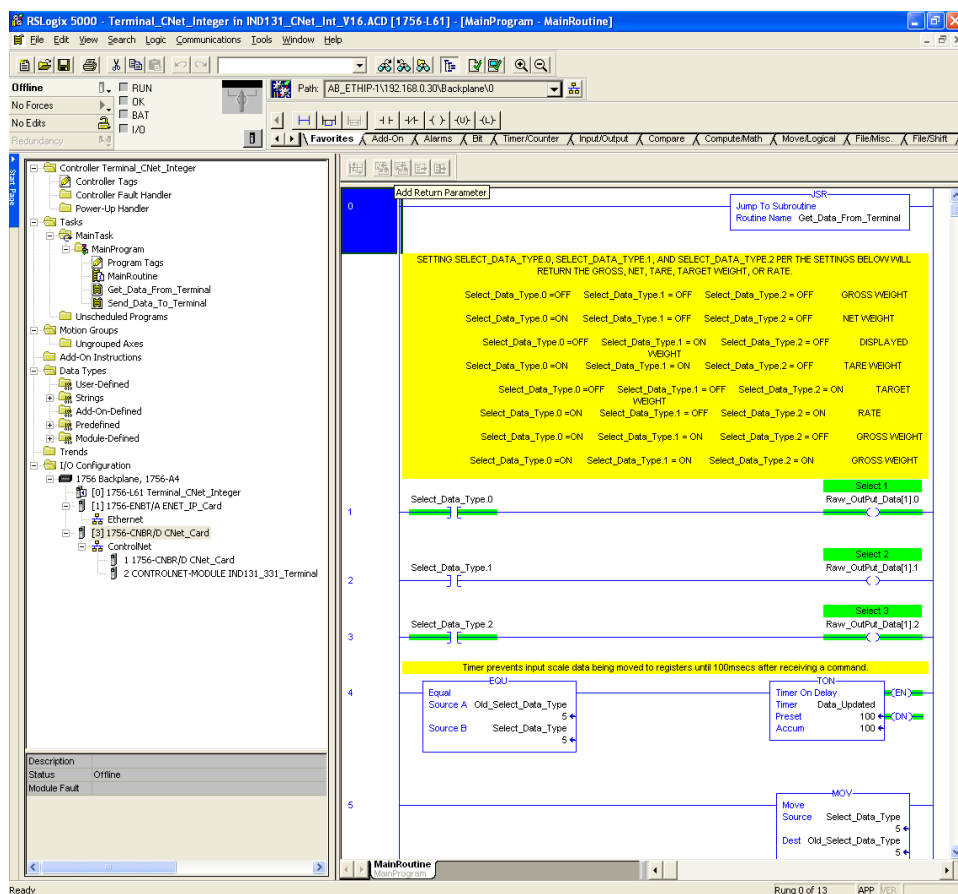 RSLogix 5000 - Terminal_CNet_Integer in IND131_CNet_Int_V16.ACD [1756-L61] - [MainProgram - MainRoutine]
File Edit View Search Logic Communications Tools Window Help
Offline
RUN
No Forces
OK
No Edits
BAT
Redundancy
I/O
Path: AB_ETHIP-1\192.168.0.30\Backplane\0
Favorites Add-On Alarms Bit Timer/Counter Input/Output Compare Compute/Math Move/Logical File/Misc. File/Shift
Start Page
Controller Terminal_CNet_Integer
Controller Tags
Controller Fault Handler
Power-Up Handler
Tasks
MainTask
MainProgram
Program Tags
MainRoutine
Get_Data_From_Terminal
Send_Data_To_Terminal
Unscheduled Programs
Motion Groups
Ungrouped Axes
Add-On Instructions
Data Types
User-Defined
Strings
Add-On-Defined
Predefined
Module-Defined
Trends
I/O Configuration
1756 Backplane, 1756-A4
[0] 1756-L61 Terminal_CNet_Integer
[1] 1756-ENBT/A ENET_IP_Card
Ethernet
[3] 1756-CNBR/D CNet_Card
ControlNet
1 1756-CNBR/D CNet_Card
2 CONTROLNET-MODULE IND131_331_Terminal
Description
Status Offline
Module Fault
Add Return Parameter
0
JSR
Jump To Subroutine
Routine Name Get_Data_From_Terminal
SETTING SELECT_DATA_TYPE.0, SELECT_DATA_TYPE.1, AND SELECT_DATA_TYPE.2 PER THE SETTINGS BELOW WILL
RETURN THE GROSS, NET, TARE, TARGET WEIGHT, OR RATE.
Select_Data_Type.0 =OFF Select_Data_Type.1 = OFF Select_Data_Type.2 = OFF GROSS WEIGHT
Select_Data_Type.0 =ON Select_Data_Type.1 = OFF Select_Data_Type.2 = OFF NET WEIGHT
Select_Data_Type.0 =OFF Select_Data_Type.1 = ON Select_Data_Type.2 = OFF DISPLAYED
WEIGHT
Select_Data_Type.0 =ON Select_Data_Type.1 = ON Select_Data_Type.2 = OFF TARE WEIGHT
Select_Data_Type.0 =OFF Select_Data_Type.1 = OFF Select_Data_Type.2 = ON TARGET
WEIGHT
Select_Data_Type.0 =ON Select_Data_Type.1 = OFF Select_Data_Type.2 = ON RATE
Select_Data_Type.0 =ON Select_Data_Type.1 = ON Select_Data_Type.2 = OFF GROSS WEIGHT
Select_Data_Type.0 =ON Select_Data_Type.1 = ON Select_Data_Type.2 = ON GROSS WEIGHT
Select 1
Select_Data_Type.0 Raw_OutPut_Data[1].0
1
Select 2
Select_Data_Type.1 Raw_OutPut_Data[1].1
2
Select 3
Select_Data_Type.2 Raw_OutPut_Data[1].2
3
Timer prevents input scale data being moved to registers until 100msecs after receiving a command.
4
EQU
Equal
Source A Old_Select_Data_Type
5
Source B Select_Data_Type
5
TON
Timer On Delay (EN)
Timer Data_Updated
Preset 100 (DN)
Accum 100
5
MOV
Move
Source Select_Data_Type
5
Dest Old_Select_Data_Type
5
MainRoutine
MainProgram
Ready
Rung 0 of 13 APP VER